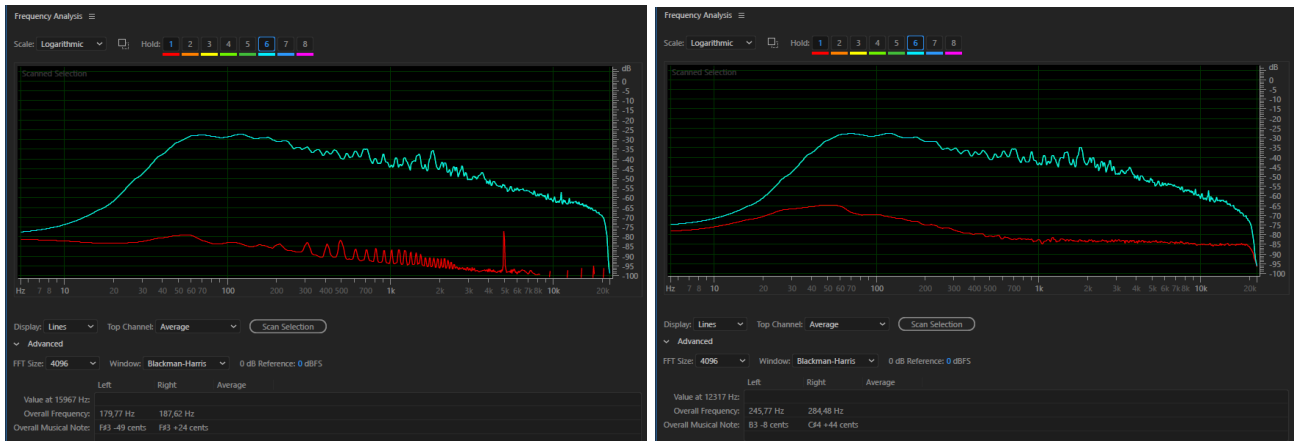 Frequency Analysis ≡
Scale: Logarithmic Hold: 1 2 3 4 5 6 7 8
Scanned Selection
dB
0
-5
-10
-15
-20
-25
-30
-35
-40
-45
-50
-55
-60
-65
-70
-75
-80
-85
-90
-95
-100
Hz 7 8 10 20 30 40 50 60 70 100 200 300 400 500 700 1k 2k 3k 4k 5k 6k 7k 8k 10k 20k
Display: Lines Top Channel: Average Scan Selection
Advanced
FFT Size: 4096 Window: Blackman-Harris 0 dB Reference: 0 dBFS
Left Right Average
Value at 15967 Hz:
Overall Frequency: 179,77 Hz 187,62 Hz
Overall Musical Note: F#3 -49 cents F#3 +24 cents
Frequency Analysis ≡
Scale: Logarithmic Hold: 1 2 3 4 5 6 7 8
Scanned Selection
dB
0
-5
-10
-15
-20
-25
-30
-35
-40
-45
-50
-55
-60
-65
-70
-75
-80
-85
-90
-95
-100
Hz 7 8 10 20 30 40 50 60 70 100 200 300 400 500 700 1k 2k 3k 4k 5k 6k 7k 8k 10k 20k
Display: Lines Top Channel: Average Scan Selection
Advanced
FFT Size: 4096 Window: Blackman-Harris 0 dB Reference: 0 dBFS
Left Right Average
Value at 12317 Hz:
Overall Frequency: 245,77 Hz 284,48 Hz
Overall Musical Note: B3 -8 cents C#4 +44 cents